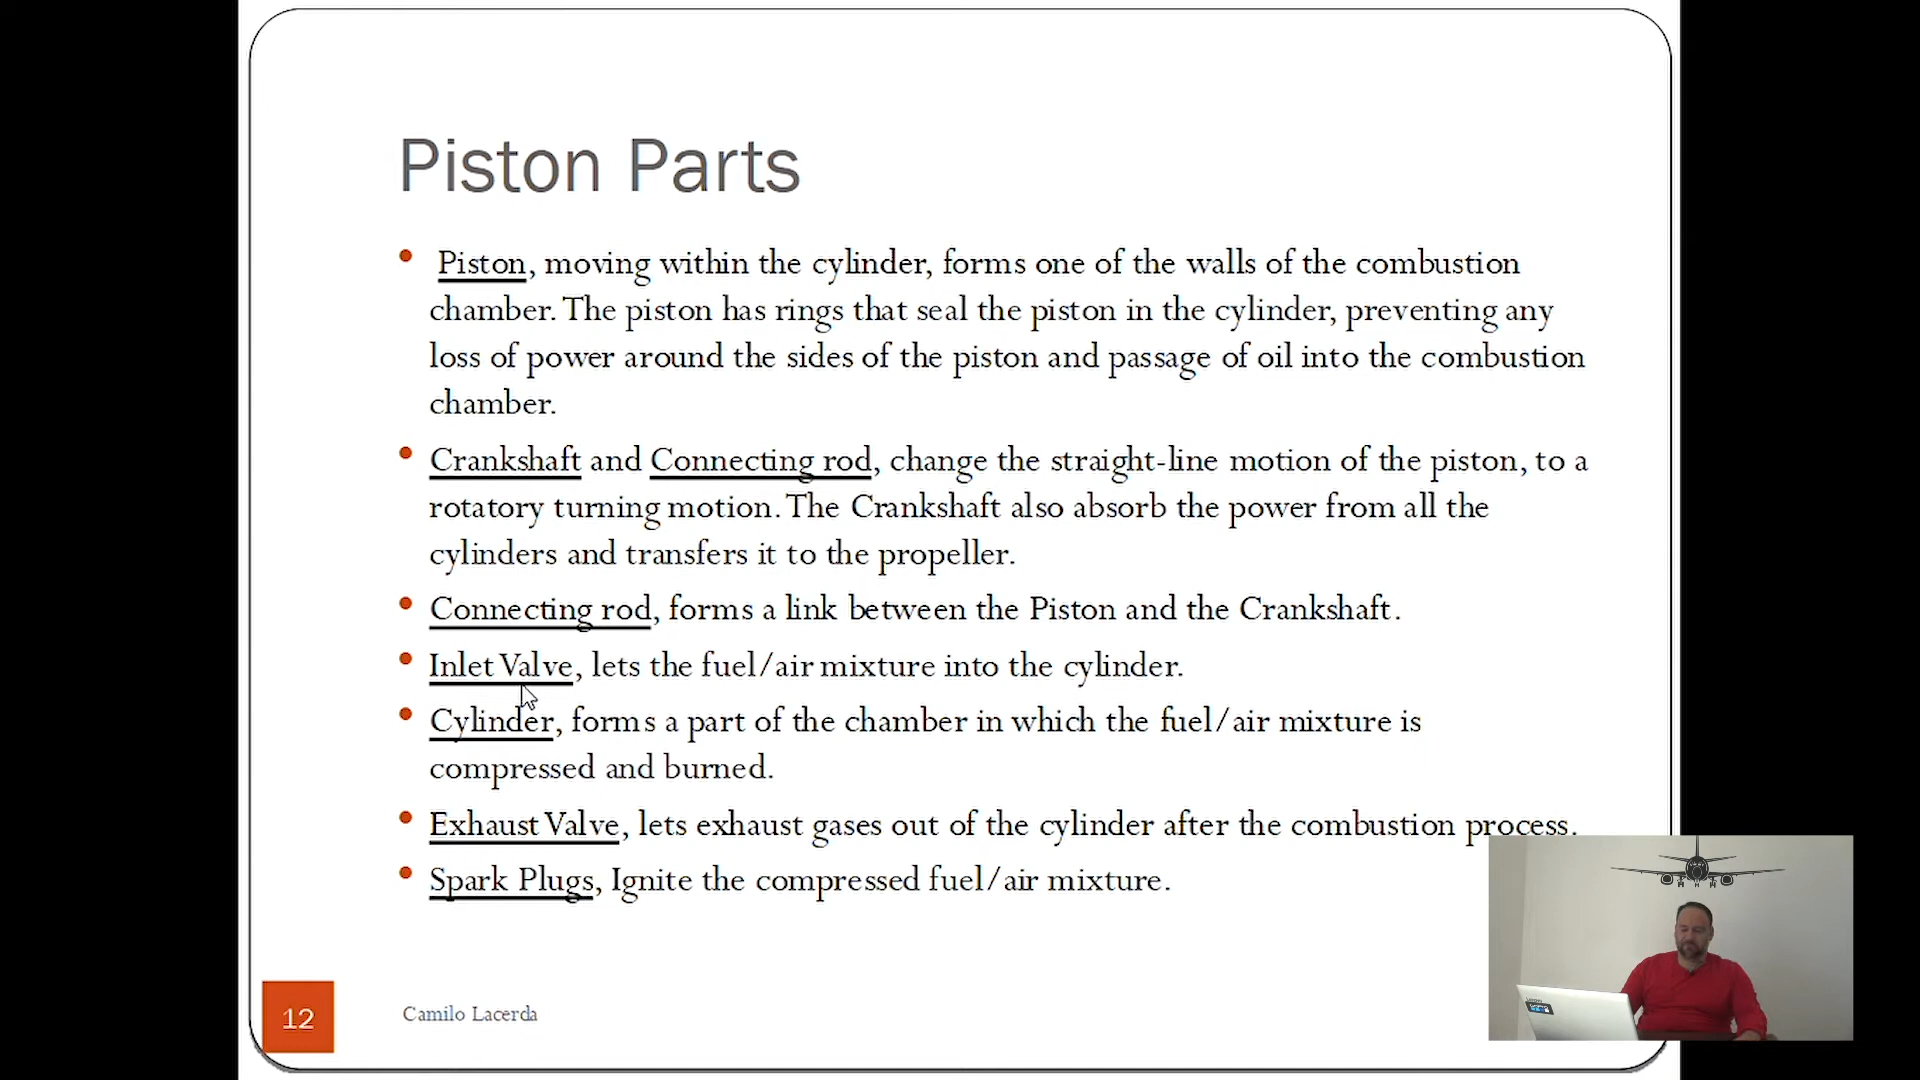 Piston Parts
• Piston, moving within the cylinder, forms one of the walls of the combustion
chamber. The piston has rings that seal the piston in the cylinder, preventing any
loss of power around the sides of the piston and passage of oil into the combustion
chamber.
• Crankshaft and Connecting rod, change the straight-line motion of the piston, to a
rotatory turning motion. The Crankshaft also absorb the power from all the
cylinders and transfers it to the propeller.
• Connecting rod, forms a link between the Piston and the Crankshaft.
• Inlet Valve, lets the fuel/air mixture into the cylinder.
• Cylinder, forms a part of the chamber in which the fuel/air mixture is
compressed and burned.
• Exhaust Valve, lets exhaust gases out of the cylinder after the combustion process.
• Spark Plugs, Ignite the compressed fuel/air mixture.
12
Camilo Lacerda